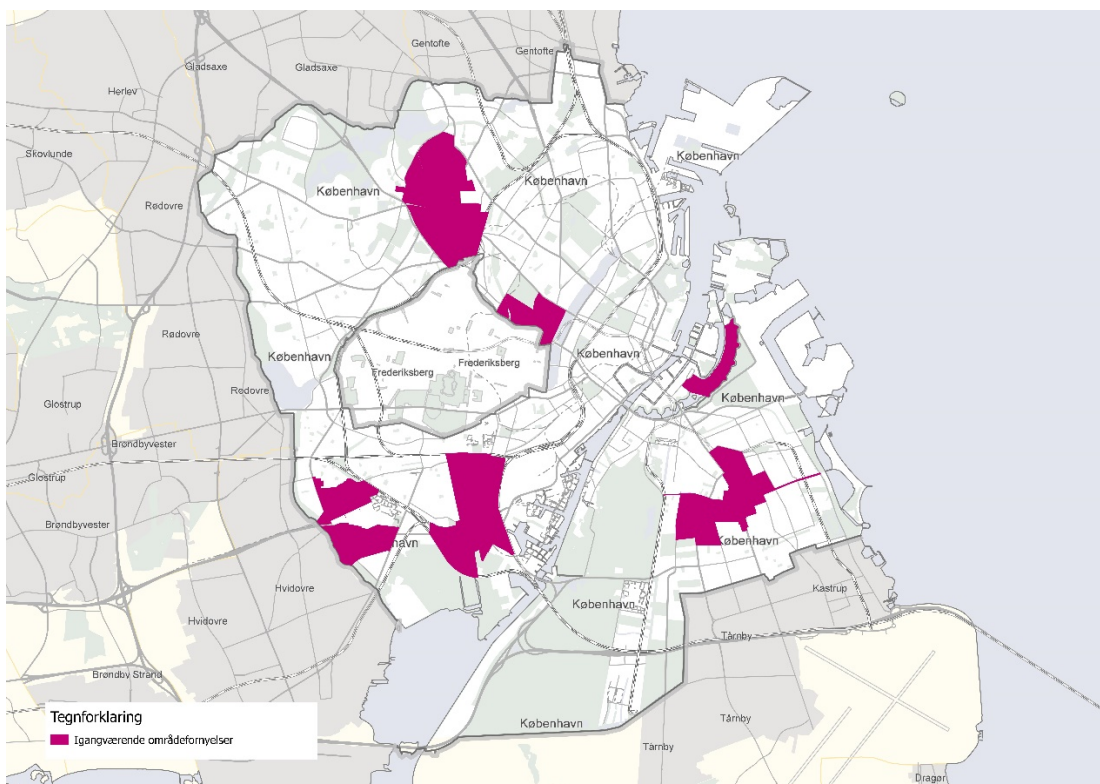 Gentofte
Gentofte
Gladsaxe
Gladsaxe
Herlev
Skovlunde
København
København
København
Rødovre
Rødovre
København
København
Frederiksberg
Frederiksberg
Rødovre
København
Glostrup
Brøndbyvester
Glostrup
Brøndbyvester
København
Hvidovre
Kastrup
København
Hvidovre
Tårnby
Brøndby Strand
Tårnby
København
Tårnby
Dragør
Tegnforklaring
Igangværende områdefornyelser